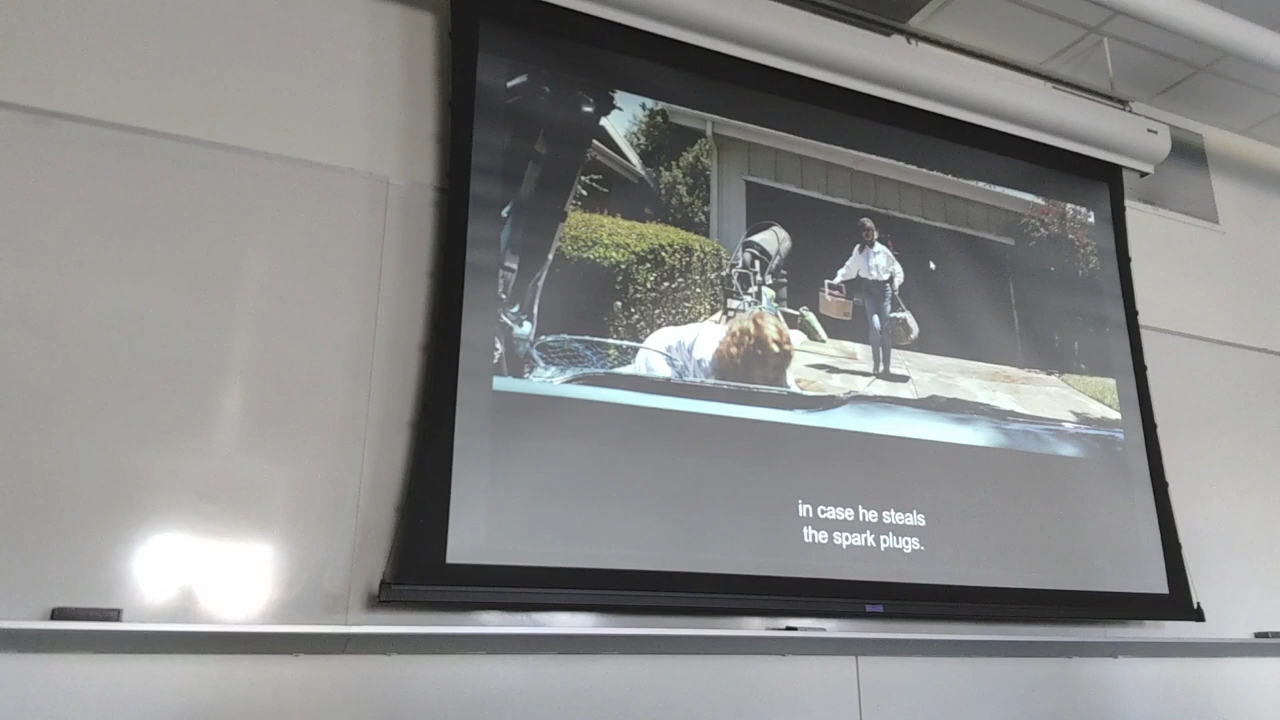 in case he steals
the spark plugs.